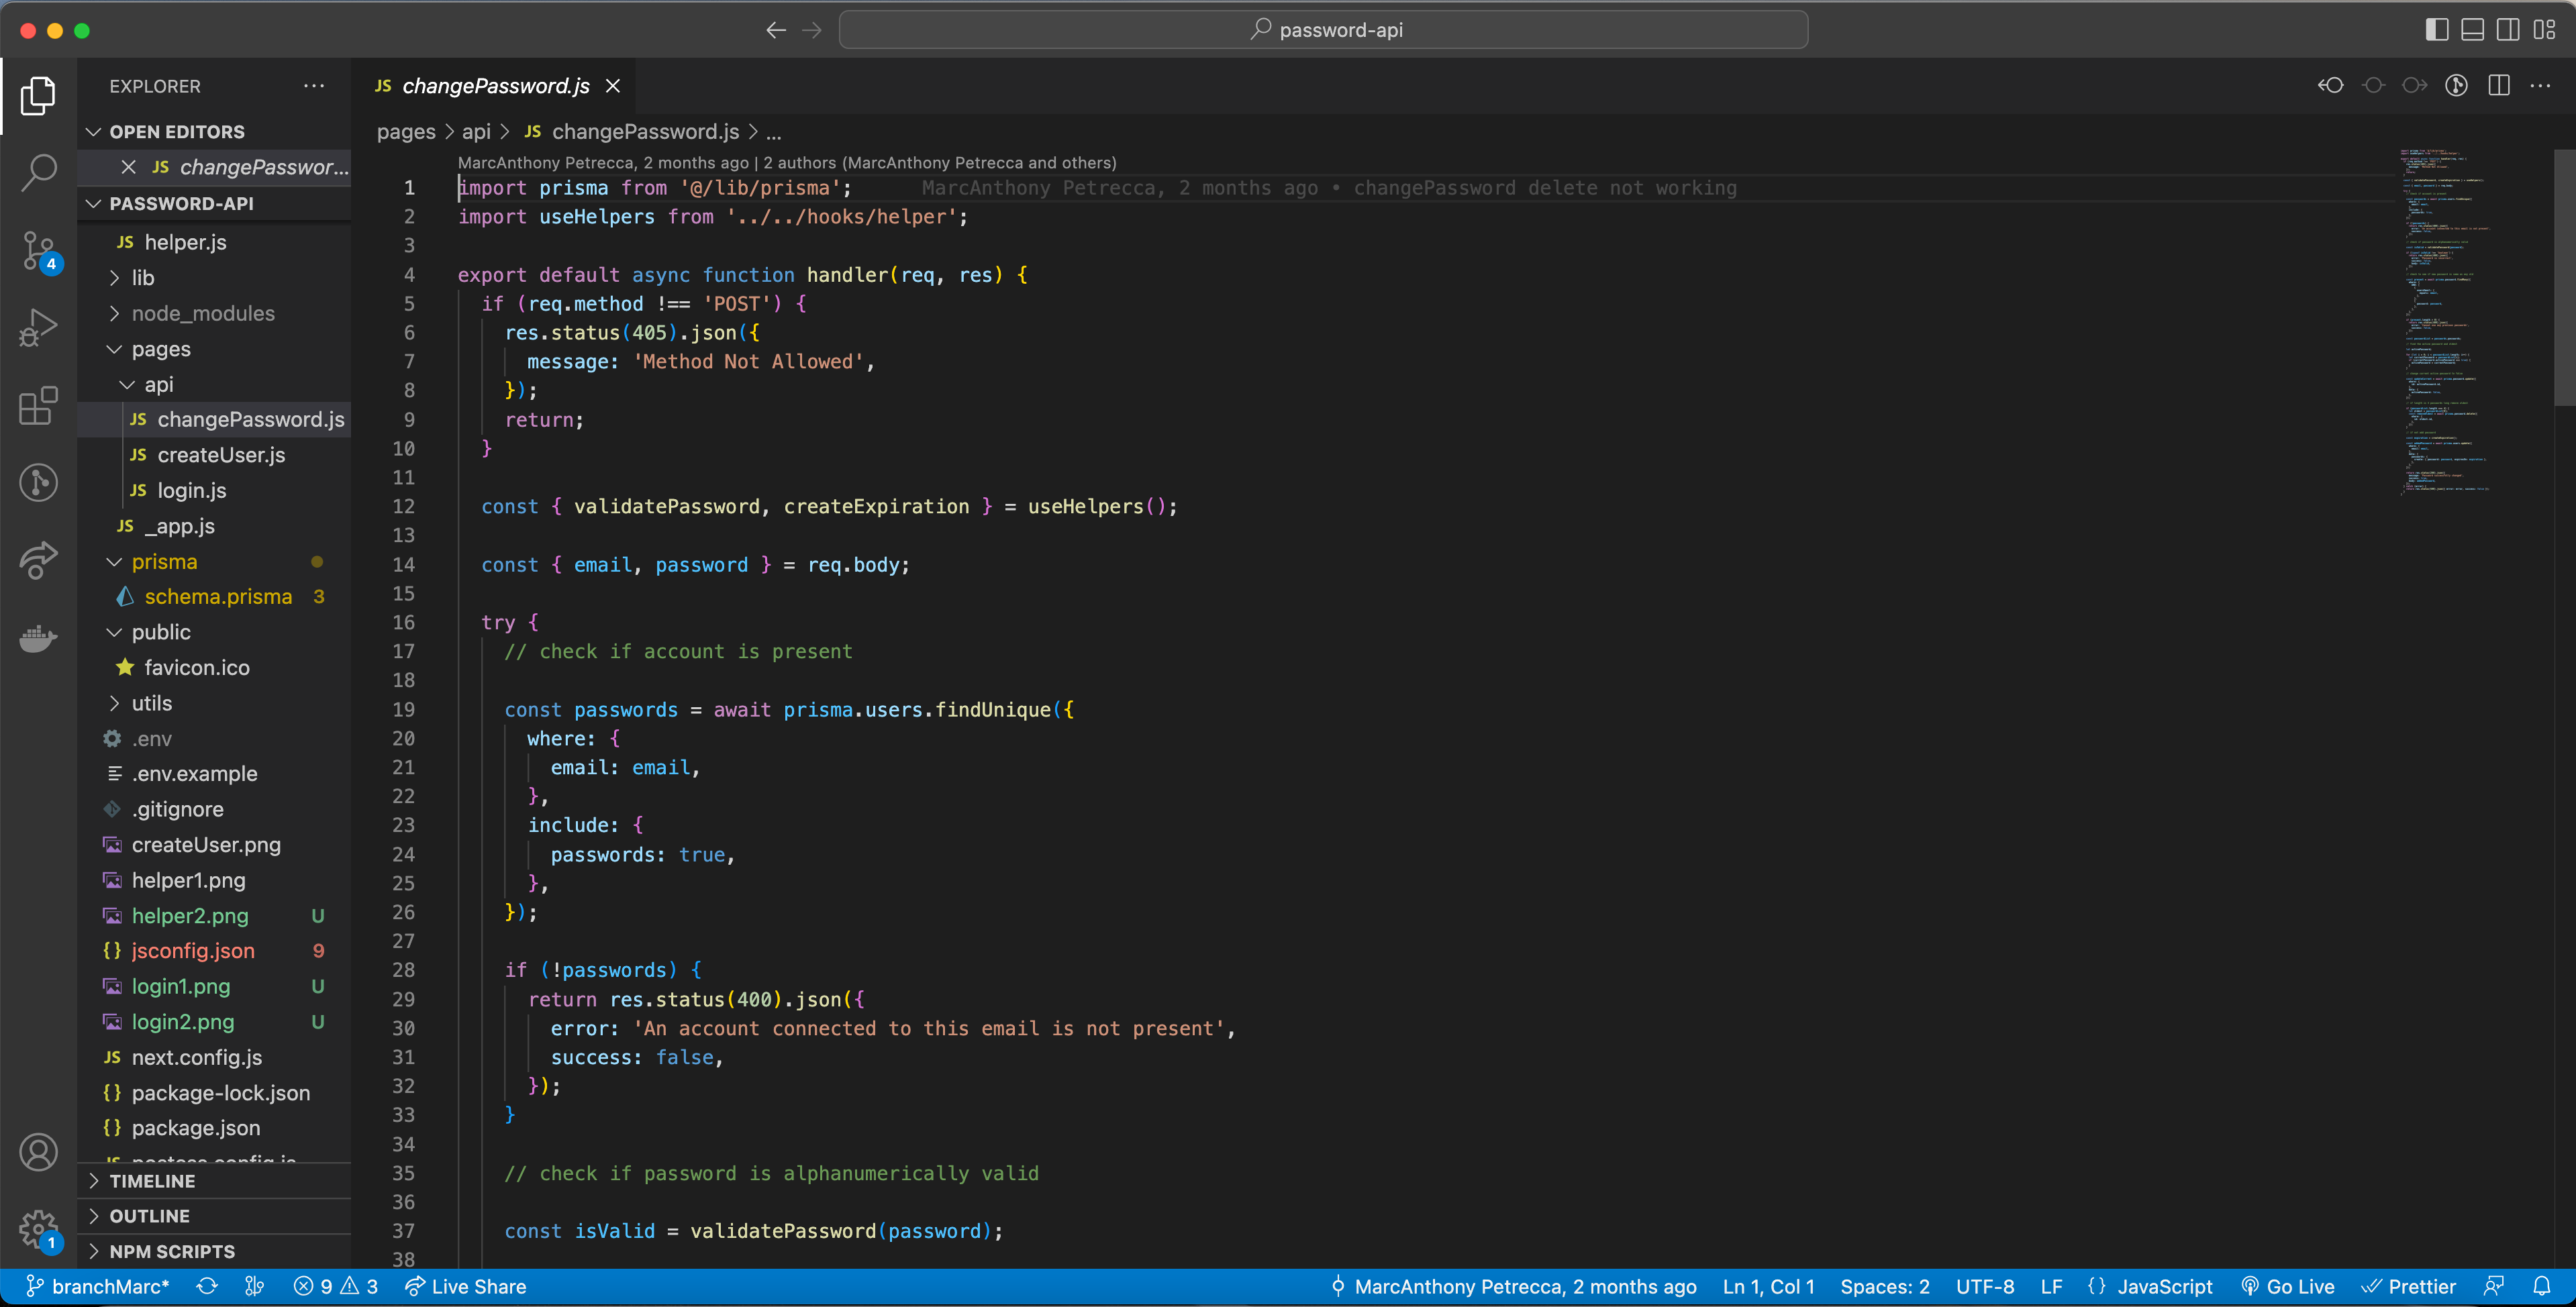 password-api
EXPLORER
OPEN EDITORS
JS changePasswor...
PASSWORD-API
JS helper.js
lib
node_modules
pages
api
JS changePassword.js
JS createUser.js
JS login.js
JS _app.js
prisma
schema.prisma 3
public
favicon.ico
utils
.env
.env.example
.gitignore
createUser.png
helper1.png
helper2.png U
{} jsconfig.json 9
login1.png U
login2.png U
JS next.config.js
{} package-lock.json
{} package.json
TIMELINE
OUTLINE
NPM SCRIPTS
4
1
JS changePassword.js
pages > api > JS changePassword.js > ...
MarcAnthony Petrecca, 2 months ago | 2 authors (MarcAnthony Petrecca and others)
1 import prisma from '@/lib/prisma'; MarcAnthony Petrecca, 2 months ago • changePassword delete not working
2 import useHelpers from '../../hooks/helper';
3
4 export default async function handler(req, res) {
5 if (req.method !== 'POST') {
6 res.status(405).json({
7 message: 'Method Not Allowed',
8 });
9 return;
10 }
11
12 const { validatePassword, createExpiration } = useHelpers();
13
14 const { email, password } = req.body;
15
16 try {
17 // check if account is present
18
19 const passwords = await prisma.users.findUnique({
20 where: {
21 email: email,
22 },
23 include: {
24 passwords: true,
25 },
26 });
27
28 if (!passwords) {
29 return res.status(400).json({
30 error: 'An account connected to this email is not present',
31 success: false,
32 });
33 }
34
35 // check if password is alphanumerically valid
36
37 const isValid = validatePassword(password);
38
branchMarc* 9 3 Live Share
MarcAnthony Petrecca, 2 months ago Ln 1, Col 1 Spaces: 2 UTF-8 LF {} JavaScript Go Live Prettier